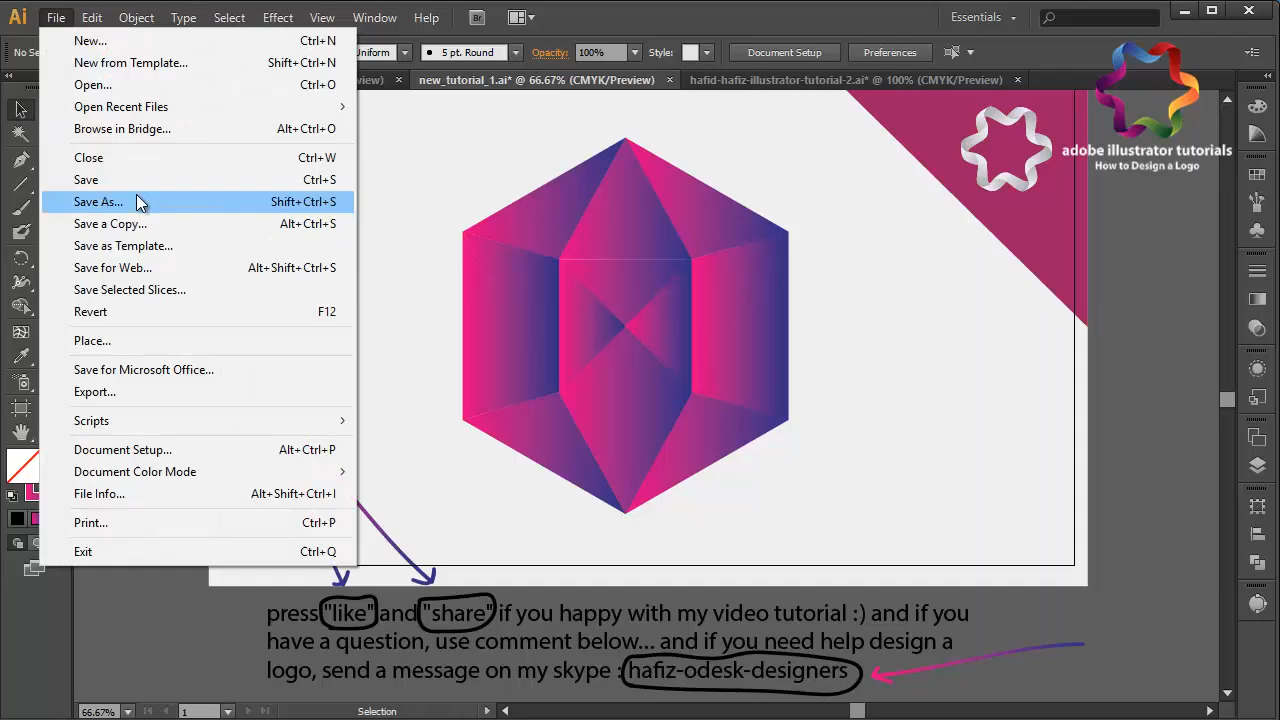 Ai File Edit Object Type Select Effect View Window Help Br Essentials
No Se Uniform 5 pt. Round Opacity: 100% Style: Document Setup Preferences
view) × new_tutorial_1.ai* @ 66.67% (CMYK/Preview) × hafid-hafiz-illustrator-tutorial-2.ai* @ 100% (CMYK/Preview) ×
New... Ctrl+N
New from Template... Shift+Ctrl+N
Open... Ctrl+O
Open Recent Files
Browse in Bridge... Alt+Ctrl+O
Close Ctrl+W
Save Ctrl+S
Save As... Shift+Ctrl+S
Save a Copy... Alt+Ctrl+S
Save as Template...
Save for Web... Alt+Shift+Ctrl+S
Save Selected Slices...
Revert F12
Place...
Save for Microsoft Office...
Export...
Scripts
Document Setup... Alt+Ctrl+P
Document Color Mode
File Info... Alt+Shift+Ctrl+I
Print... Ctrl+P
Exit Ctrl+Q
adobe illustrator tutorials
How to Design a Logo
press "like" and "share" if you happy with my video tutorial :) and if you
have a question, use comment below... and if you need help design a
logo, send a message on my skype : hafiz-odesk-designers
66.67% 1 Selection